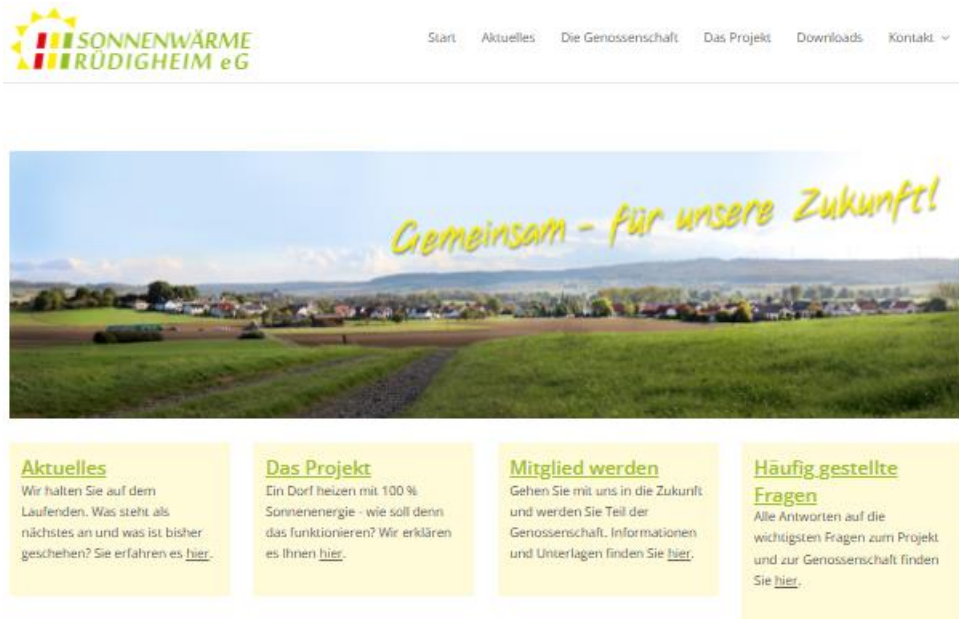 SONNENWÄRME
RÜDIGHEIM eG
Start Aktuelles Die Genossenschaft Das Projekt Downloads Kontakt
Gemeinsam – für unsere Zukunft!
Aktuelles
Wir halten Sie auf dem
Laufenden. Was steht als
nächstes an und was ist bisher
geschehen? Sie erfahren es hier.
Das Projekt
Ein Dorf heizen mit 100 %
Sonnenenergie - wie soll denn
das funktionieren? Wir erklären
es Ihnen hier.
Mitglied werden
Gehen Sie mit uns in die Zukunft
und werden Sie Teil der
Genossenschaft. Informationen
und Unterlagen finden Sie hier.
Häufig gestellte
Fragen
Alle Antworten auf die
wichtigsten Fragen zum Projekt
und zur Genossenschaft finden
Sie hier.